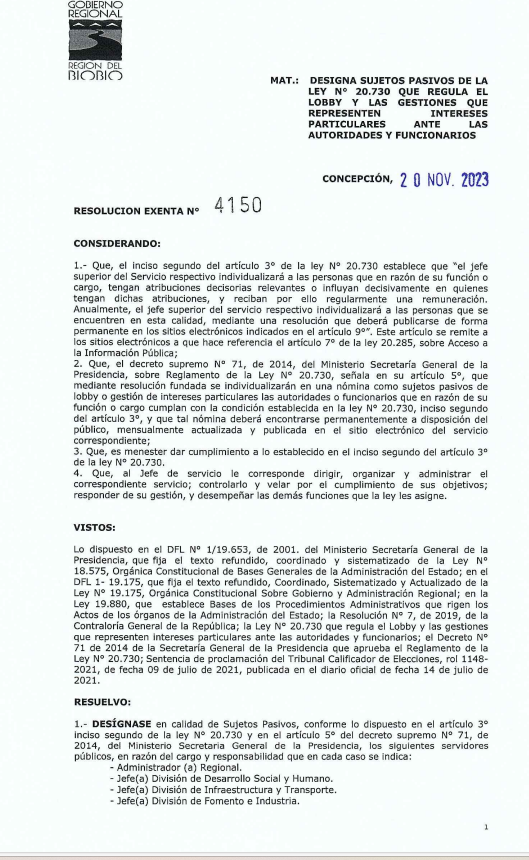 GOBIERNO
REGIONAL
REGION DEL
BIOBIO
MAT.: DESIGNA SUJETOS PASIVOS DE LA
LEY N° 20.730 QUE REGULA EL
LOBBY Y LAS GESTIONES QUE
REPRESENTEN INTERESES
PARTICULARES ANTE LAS
AUTORIDADES Y FUNCIONARIOS
CONCEPCIÓN, 20 NOV. 2023
RESOLUCION EXENTA N° 4150
CONSIDERANDO:
1.- Que, el inciso segundo del artículo 3° de la ley N° 20.730 establece que "el jefe
superior del Servicio respectivo individualizará a las personas que en razón de su función o
cargo, tengan atribuciones decisorias relevantes o influyan decisivamente en quienes
tengan dichas atribuciones, y reciban por ello regularmente una remuneración.
Anualmente, el jefe superior del servicio respectivo individualizará a las personas que se
encuentren en esta calidad, mediante una resolución que deberá publicarse de forma
permanente en los sitios electrónicos indicados en el artículo 9°". Este artículo se remite a
los sitios electrónicos a que hace referencia el artículo 7° de la ley 20.285, sobre Acceso a
la Información Pública;
2. Que, el decreto supremo N° 71, de 2014, del Ministerio Secretaría General de la
Presidencia, sobre Reglamento de la Ley N° 20.730, señala en su artículo 5°, que
mediante resolución fundada se individualizarán en una nómina como sujetos pasivos de
lobby o gestión de intereses particulares las autoridades o funcionarios que en razón de su
función o cargo cumplan con la condición establecida en la ley N° 20.730, inciso segundo
del artículo 3°, y que tal nómina deberá encontrarse permanentemente a disposición del
público, mensualmente actualizada y publicada en el sitio electrónico del servicio
correspondiente;
3. Que, es menester dar cumplimiento a lo establecido en el inciso segundo del artículo 3°
de la ley N° 20.730.
4. Que, al Jefe de servicio le corresponde dirigir, organizar y administrar el
correspondiente servicio; controlarlo y velar por el cumplimiento de sus objetivos;
responder de su gestión, y desempeñar las demás funciones que la ley les asigne.
VISTOS:
Lo dispuesto en el DFL N° 1/19.653, de 2001. del Ministerio Secretaría General de la
Presidencia, que fija el texto refundido, coordinado y sistematizado de la Ley N°
18.575, Orgánica Constitucional de Bases Generales de la Administración del Estado; en el
DFL 1- 19.175, que fija el texto refundido, Coordinado, Sistematizado y Actualizado de la
Ley N° 19.175, Orgánica Constitucional Sobre Gobierno y Administración Regional; en la
Ley 19.880, que establece Bases de los Procedimientos Administrativos que rigen los
Actos de los órganos de la Administración del Estado; la Resolución N° 7, de 2019, de la
Contraloría General de la República; la Ley N° 20.730 que regula el Lobby y las gestiones
que representen intereses particulares ante la autoridades y funcionarios; el Decreto N°
71 de 2014 de la Secretaría General de la Presidencia que aprueba el Reglamento de la
Ley N° 20.730; Sentencia de proclamación del Tribunal Calificador de Elecciones, rol 1148-
2021, de fecha 09 de julio de 2021, publicada en el diario oficial de fecha 14 de julio de
2021.
RESUELVO:
1.- DESÍGNASE en calidad de Sujetos Pasivos, conforme lo dispuesto en el artículo 3°
inciso segundo de la ley N° 20.730 y en el artículo 5° del decreto supremo N° 71, de
2014, del Ministerio Secretaria General de la Presidencia, los siguientes servidores
públicos, en razón del cargo y responsabilidad que en cada caso se indica:
- Administrador (a) Regional.
- Jefe(a) División de Desarrollo Social y Humano.
- Jefe(a) División de Infraestructura y Transporte.
- Jefe(a) División de Fomento e Industria.
1